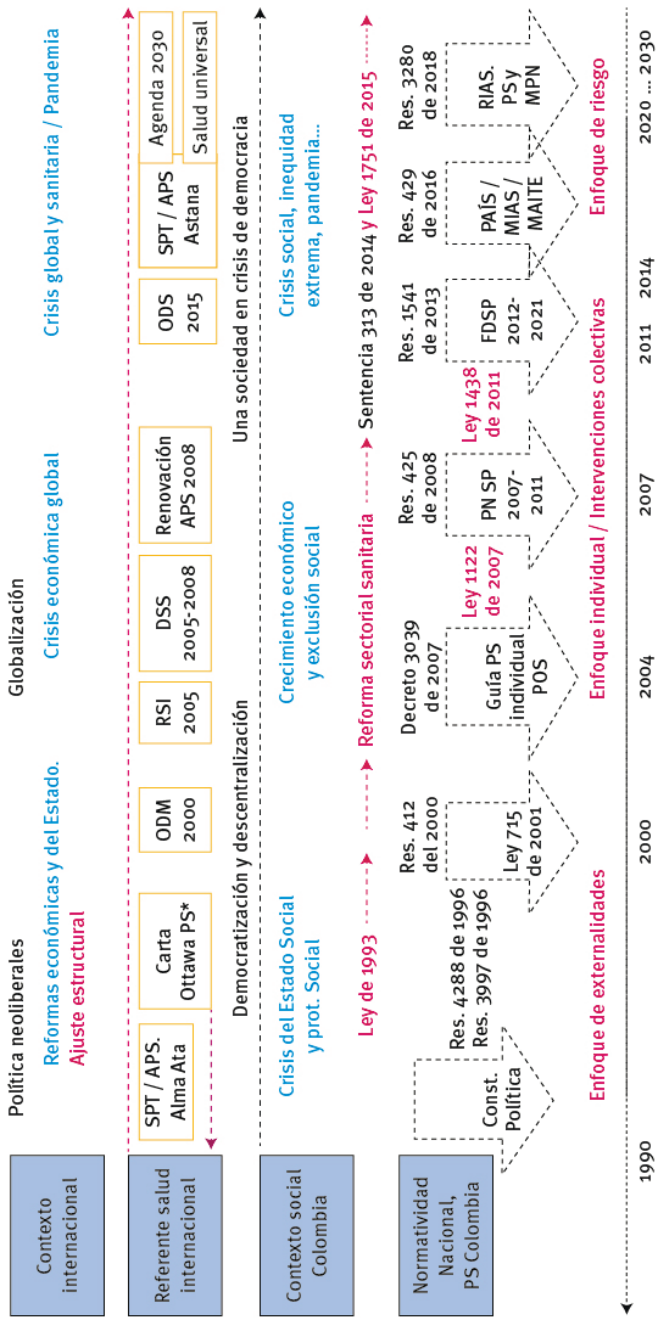 Contexto
internacional
Política neoliberales
Reformas económicas y del Estado.
Ajuste estructural
Globalización
Crisis económica global
Crisis global y sanitaria / Pandemia
Referente salud
internacional
SPT / APS.
Alma Ata
Carta
Ottawa PS*
ODM
2000
RSI
2005
DSS
2005-2008
Renovación
APS 2008
ODS
2015
SPT / APS
Astana
Agenda 2030
Salud universal
Democratización y descentralización
Una sociedad en crisis de democracia
Contexto social
Colombia
Crisis del Estado Social
y prot. Social
Crecimiento económico
y exclusión social
Crisis social, inequidad
extrema, pandemia...
Ley de 1993
Reforma sectorial sanitaria
Sentencia 313 de 2014 y Ley 1751 de 2015
Normatividad
Nacional,
PS Colombia
Const.
Política
Res. 4288 de 1996
Res. 3997 de 1996
Res. 412
del 2000
Ley 715
de 2001
Decreto 3039
de 2007
Guía PS
individual
POS
Ley 1122
de 2007
Res. 425
de 2008
PN SP
2007-
2011
Ley 1438
de 2011
Res. 1541
de 2013
FDSP
2012-
2021
Res. 429
de 2016
PAÍS /
MIAS /
MAITE
Res. 3280
de 2018
RIAS.
PS y
MPN
Enfoque de externalidades
Enfoque individual / Intervenciones colectivas
Enfoque de riesgo
1990
2000
2004
2007
2011
2014
2020 ... 2030